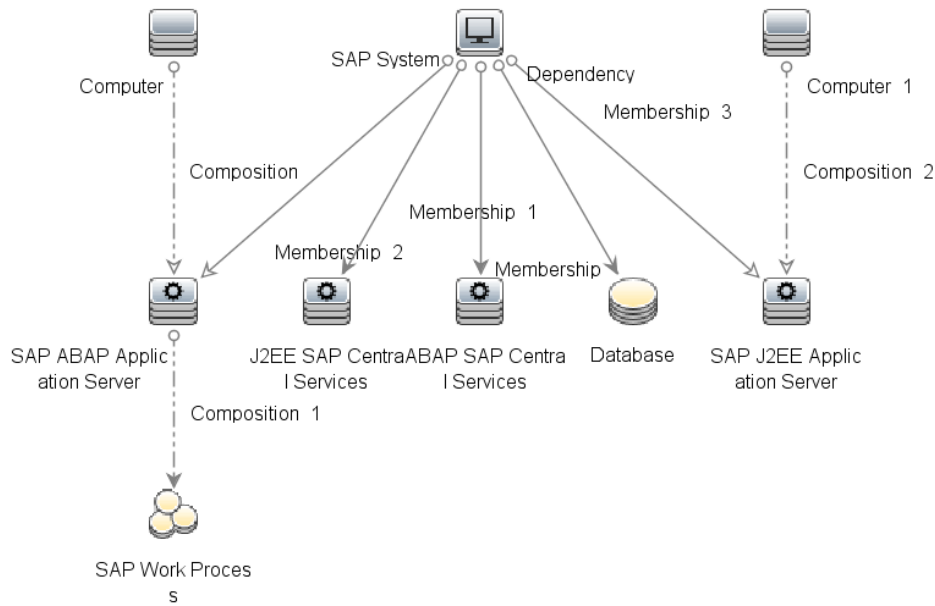 SAP System
Dependency
Computer
Computer 1
Membership 3
Composition
Composition 2
Membership 1
Membership 2
Membership
SAP ABAP Applic
ation Server
J2EE SAP Centra
l Services
ABAP SAP Centra
l Services
Database
SAP J2EE Applic
ation Server
Composition 1
SAP Work Proces
s